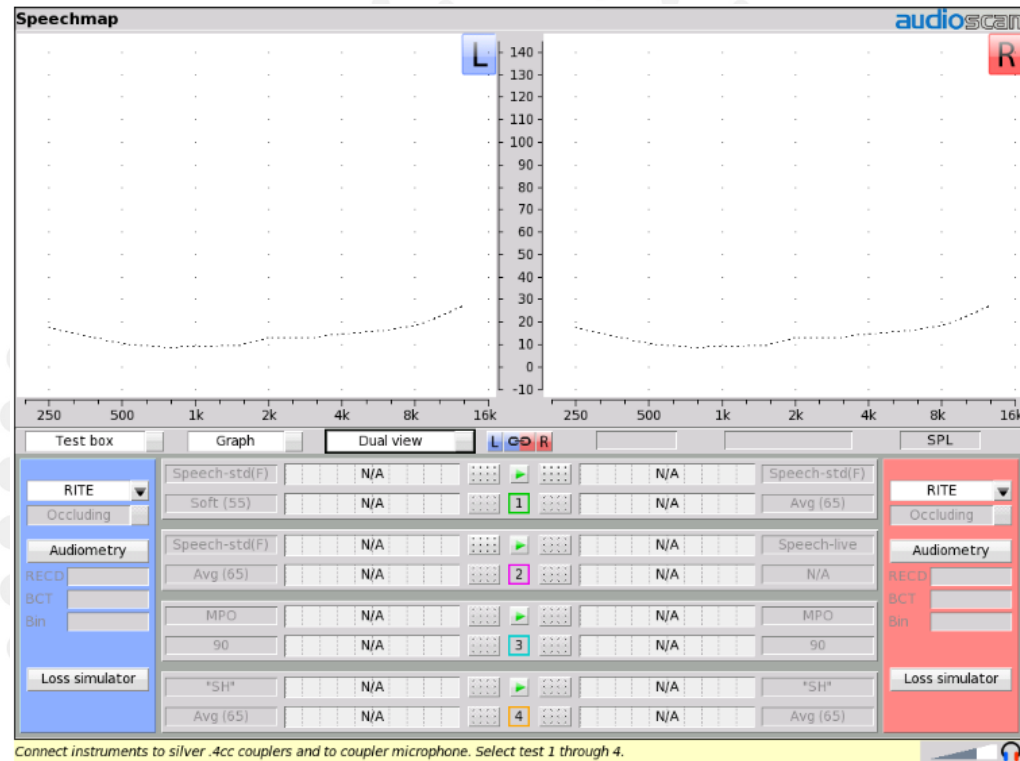 Speechmap audioscan
L R
140
130
120
110
100
90
80
70
60
50
40
30
20
10
0
-10
250 500 1k 2k 4k 8k 16k 250 500 1k 2k 4k 8k 16k
Test box Graph Dual view L R SPL
Speech-std(F) N/A N/A Speech-std(F)
RITE Soft (55) N/A 1 N/A Avg (65) RITE
Occluding Occluding
Audiometry Speech-std(F) N/A N/A Speech-live Audiometry
RECD Avg (65) N/A 2 N/A N/A RECD
BCT BCT
Bin MPO N/A N/A MPO Bin
90 N/A 3 N/A 90
Loss simulator "SH" N/A N/A "SH" Loss simulator
Avg (65) N/A 4 N/A Avg (65)
Connect instruments to silver .4cc couplers and to coupler microphone. Select test 1 through 4.